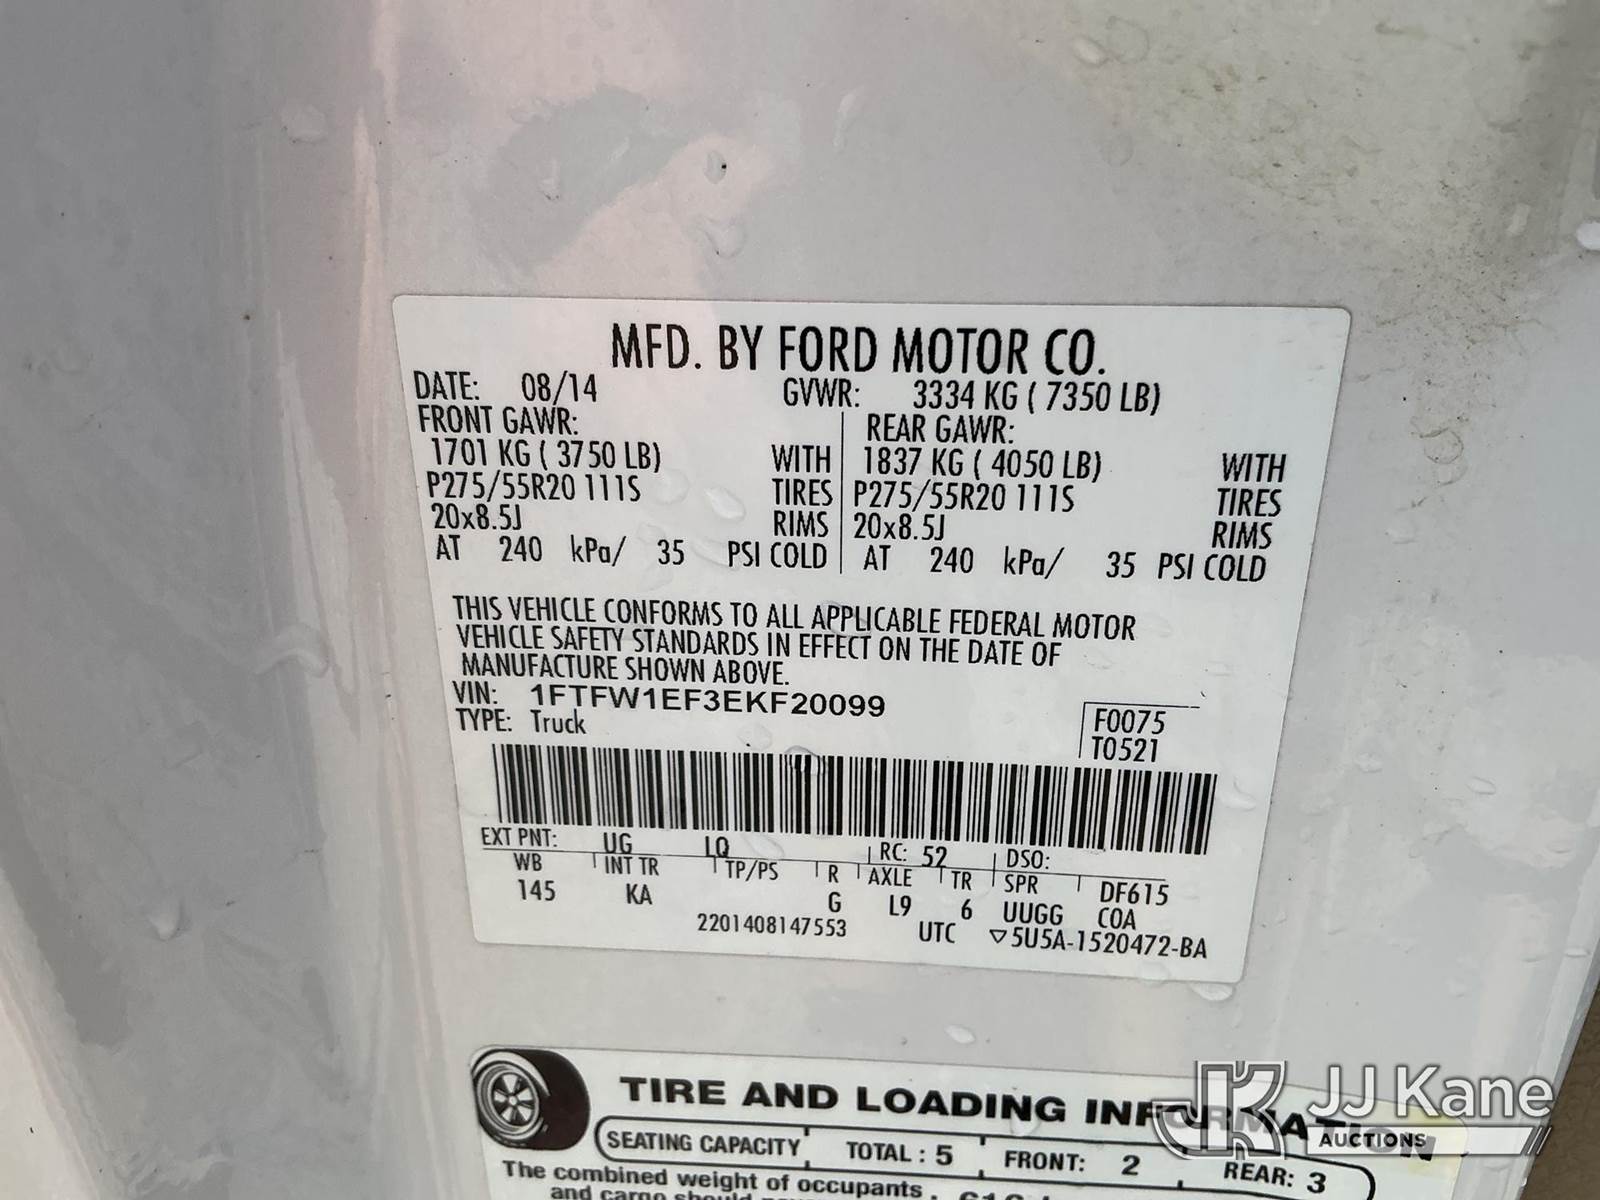 MFD. BY FORD MOTOR CO.
DATE: 08/14 GVWR: 3334 KG ( 7350 LB)
FRONT GAWR: REAR GAWR:
1701 KG ( 3750 LB) WITH 1837 KG ( 4050 LB) WITH
P275/55R20 111S TIRES P275/55R20 111S TIRES
20x8.5J RIMS 20x8.5J RIMS
AT 240 kPa/ 35 PSI COLD AT 240 kPa/ 35 PSI COLD
THIS VEHICLE CONFORMS TO ALL APPLICABLE FEDERAL MOTOR
VEHICLE SAFETY STANDARDS IN EFFECT ON THE DATE OF
MANUFACTURE SHOWN ABOVE.
VIN: 1FTFW1EF3EKF20099
TYPE: Truck
F0075
T0521
EXT PNT: UG LQ RC: 52 DSO:
WB INT TR TP/PS R AXLE TR SPR DF615
145 KA G L9 6 UUGG COA
2201408147553 UTC ▽5U5A-1520472-BA
TIRE AND LOADING INFORMATION
SEATING CAPACITY TOTAL : 5 FRONT: 2 REAR: 3
The combined weight of occupants
and cargo should
JK JJ Kane
AUCTIONS